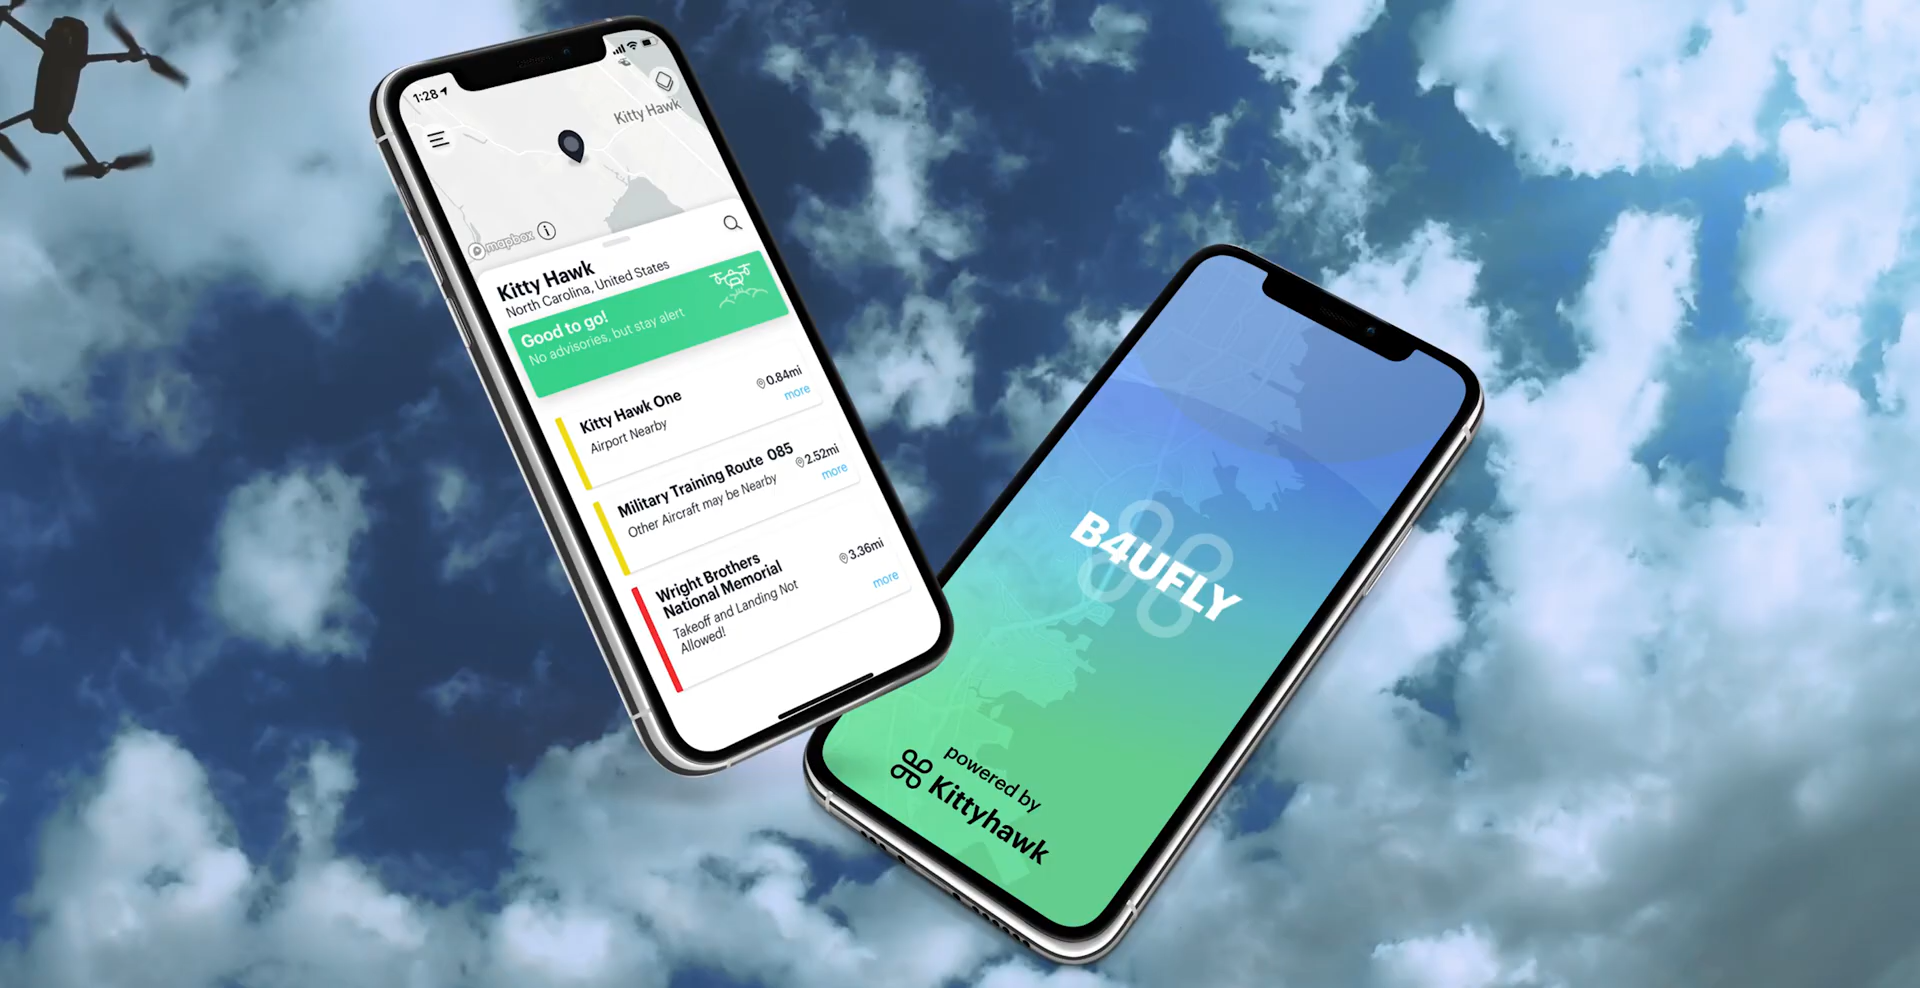 1:28
Kitty Hawk
mapbox
Kitty Hawk
North Carolina, United States
Good to go!
No advisories, but stay alert
Kitty Hawk One
0.84mi
Airport Nearby
more
Military Training Route 085
2.52mi
Other Aircraft may be Nearby
more
Wright Brothers
National Memorial
3.36mi
Takeoff and Landing Not
Allowed!
more
B4UFLY
powered by
Kittyhawk